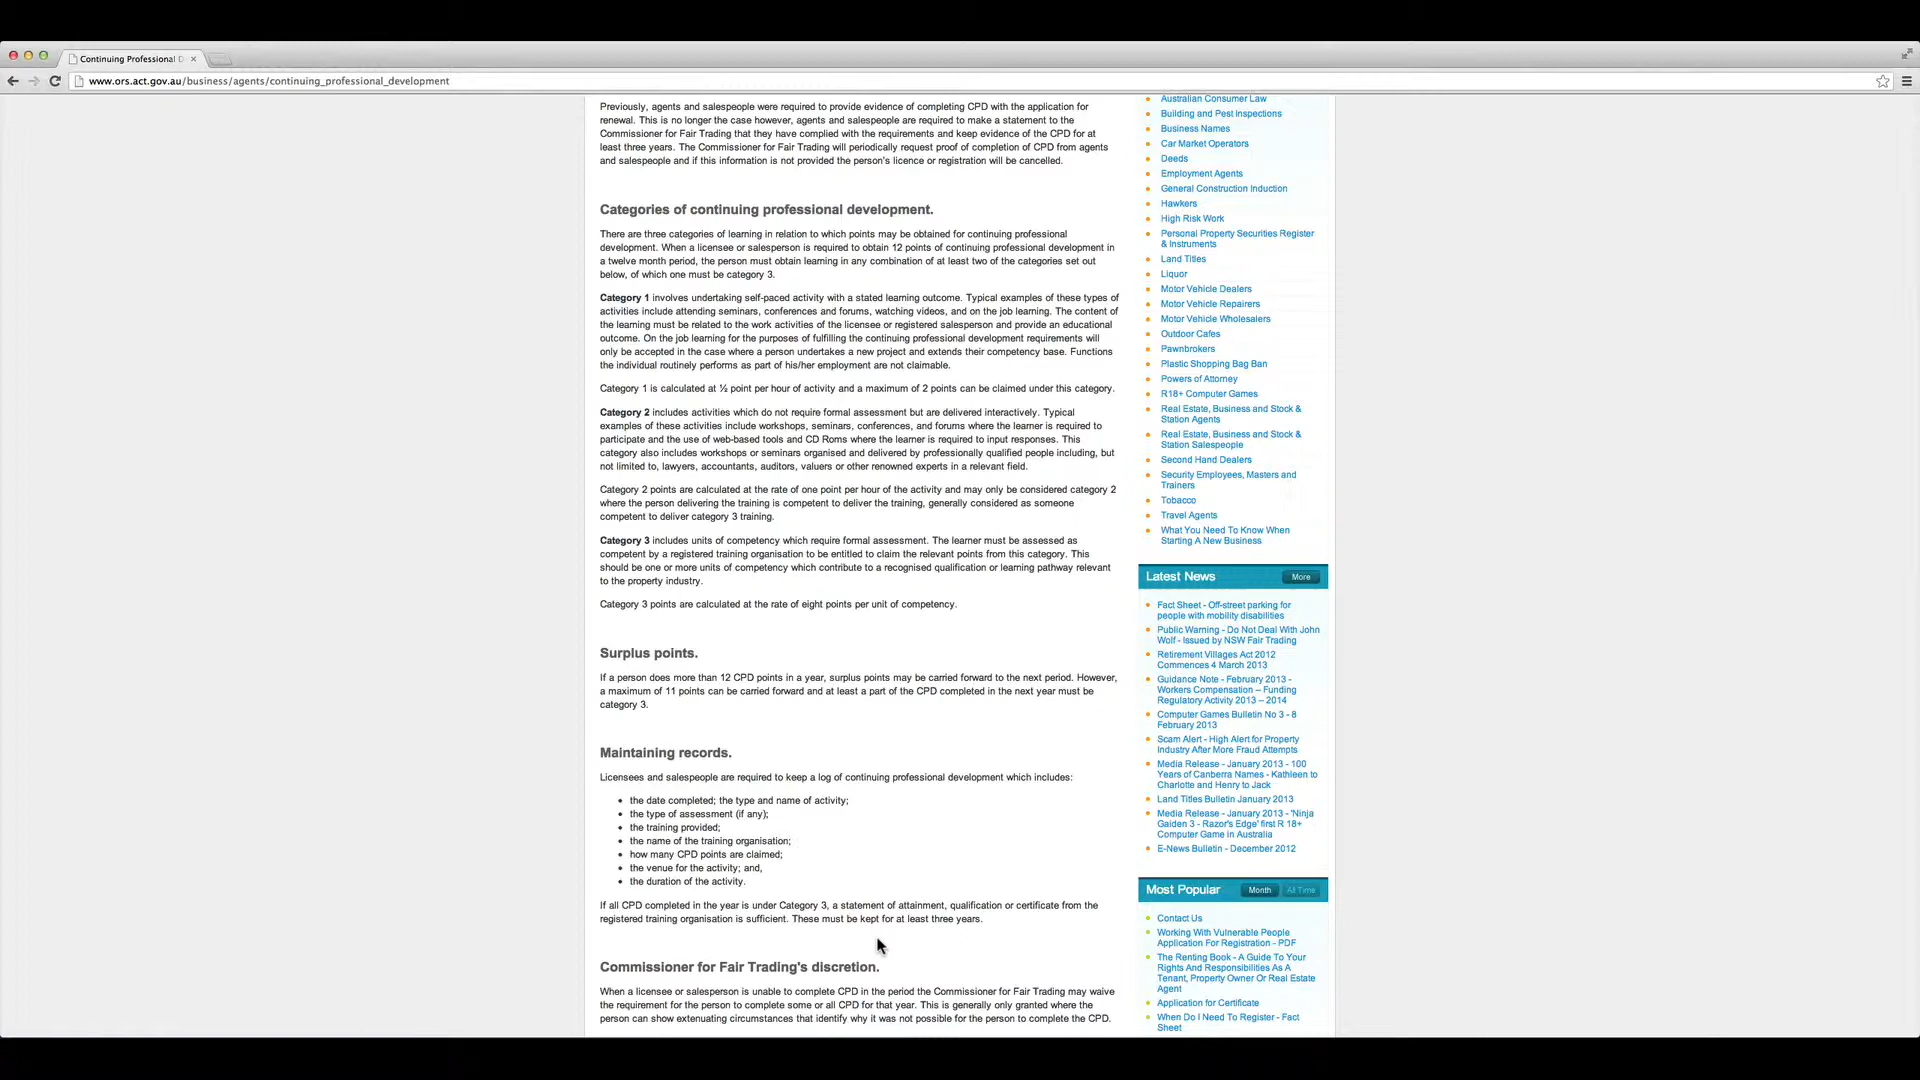 Continuing Professional D
www.ors.act.gov.au/business/agents/continuing_professional_development
Previously, agents and salespeople were required to provide evidence of completing CPD with the application for
renewal. This is no longer the case however, agents and salespeople are required to make a statement to the
Commissioner for Fair Trading that they have complied with the requirements and keep evidence of the CPD for at
least three years. The Commissioner for Fair Trading will periodically request proof of completion of CPD from agents
and salespeople and if this information is not provided the person's licence or registration will be cancelled.
Categories of continuing professional development.
There are three categories of learning in relation to which points may be obtained for continuing professional
development. When a licensee or salesperson is required to obtain 12 points of continuing professional development in
a twelve month period, the person must obtain learning in any combination of at least two of the categories set out
below, of which one must be category 3.
Category 1 involves undertaking self-paced activity with a stated learning outcome. Typical examples of these types of
activities include attending seminars, conferences and forums, watching videos, and on the job learning. The content of
the learning must be related to the work activities of the licensee or registered salesperson and provide an educational
outcome. On the job learning for the purposes of fulfilling the continuing professional development requirements will
only be accepted in the case where a person undertakes a new project and extends their competency base. Functions
the individual routinely performs as part of his/her employment are not claimable.
Category 1 is calculated at ½ point per hour of activity and a maximum of 2 points can be claimed under this category.
Category 2 includes activities which do not require formal assessment but are delivered interactively. Typical
examples of these activities include workshops, seminars, conferences, and forums where the learner is required to
participate and the use of web-based tools and CD Roms where the learner is required to input responses. This
category also includes workshops or seminars organised and delivered by professionally qualified people including, but
not limited to, lawyers, accountants, auditors, valuers or other renowned experts in a relevant field.
Category 2 points are calculated at the rate of one point per hour of the activity and may only be considered category 2
where the person delivering the training is competent to deliver the training, generally considered as someone
competent to deliver category 3 training.
Category 3 includes units of competency which require formal assessment. The learner must be assessed as
competent by a registered training organisation to be entitled to claim the relevant points from this category. This
should be one or more units of competency which contribute to a recognised qualification or learning pathway relevant
to the property industry.
Category 3 points are calculated at the rate of eight points per unit of competency.
Surplus points.
If a person does more than 12 CPD points in a year, surplus points may be carried forward to the next period. However,
a maximum of 11 points can be carried forward and at least a part of the CPD completed in the next year must be
category 3.
Maintaining records.
Licensees and salespeople are required to keep a log of continuing professional development which includes:
the date completed; the type and name of activity;
the type of assessment (if any);
the training provided;
the name of the training organisation;
how many CPD points are claimed;
the venue for the activity; and,
the duration of the activity.
If all CPD completed in the year is under Category 3, a statement of attainment, qualification or certificate from the
registered training organisation is sufficient. These must be kept for at least three years.
Commissioner for Fair Trading's discretion.
When a licensee or salesperson is unable to complete CPD in the period the Commissioner for Fair Trading may waive
the requirement for the person to complete some or all CPD for that year. This is generally only granted where the
person can show extenuating circumstances that identify why it was not possible for the person to complete the CPD.
Australian Consumer Law
Building and Pest Inspections
Business Names
Car Market Operators
Deeds
Employment Agents
General Construction Induction
Hawkers
High Risk Work
Personal Property Securities Register
& Instruments
Land Titles
Liquor
Motor Vehicle Dealers
Motor Vehicle Repairers
Motor Vehicle Wholesalers
Outdoor Cafes
Pawnbrokers
Plastic Shopping Bag Ban
Powers of Attorney
R18+ Computer Games
Real Estate, Business and Stock &
Station Agents
Real Estate, Business and Stock &
Station Salespeople
Second Hand Dealers
Security Employees, Masters and
Trainers
Tobacco
Travel Agents
What You Need To Know When
Starting A New Business
Latest News More
Fact Sheet - Off-street parking for
people with mobility disabilities
Public Warning - Do Not Deal With John
Wolf - Issued by NSW Fair Trading
Retirement Villages Act 2012
Commences 4 March 2013
Guidance Note - February 2013 -
Workers Compensation – Funding
Regulatory Activity 2013 – 2014
Computer Games Bulletin No 3 - 8
February 2013
Scam Alert - High Alert for Property
Industry After More Fraud Attempts
Media Release - January 2013 - 100
Years of Canberra Names - Kathleen to
Charlotte and Henry to Jack
Land Titles Bulletin January 2013
Media Release - January 2013 - 'Ninja
Gaiden 3 - Razor's Edge' first R 18+
Computer Game in Australia
E-News Bulletin - December 2012
Most Popular Month All Time
Contact Us
Working With Vulnerable People
Application For Registration - PDF
The Renting Book - A Guide To Your
Rights And Responsibilities As A
Tenant, Property Owner Or Real Estate
Agent
Application for Certificate
When Do I Need To Register - Fact
Sheet